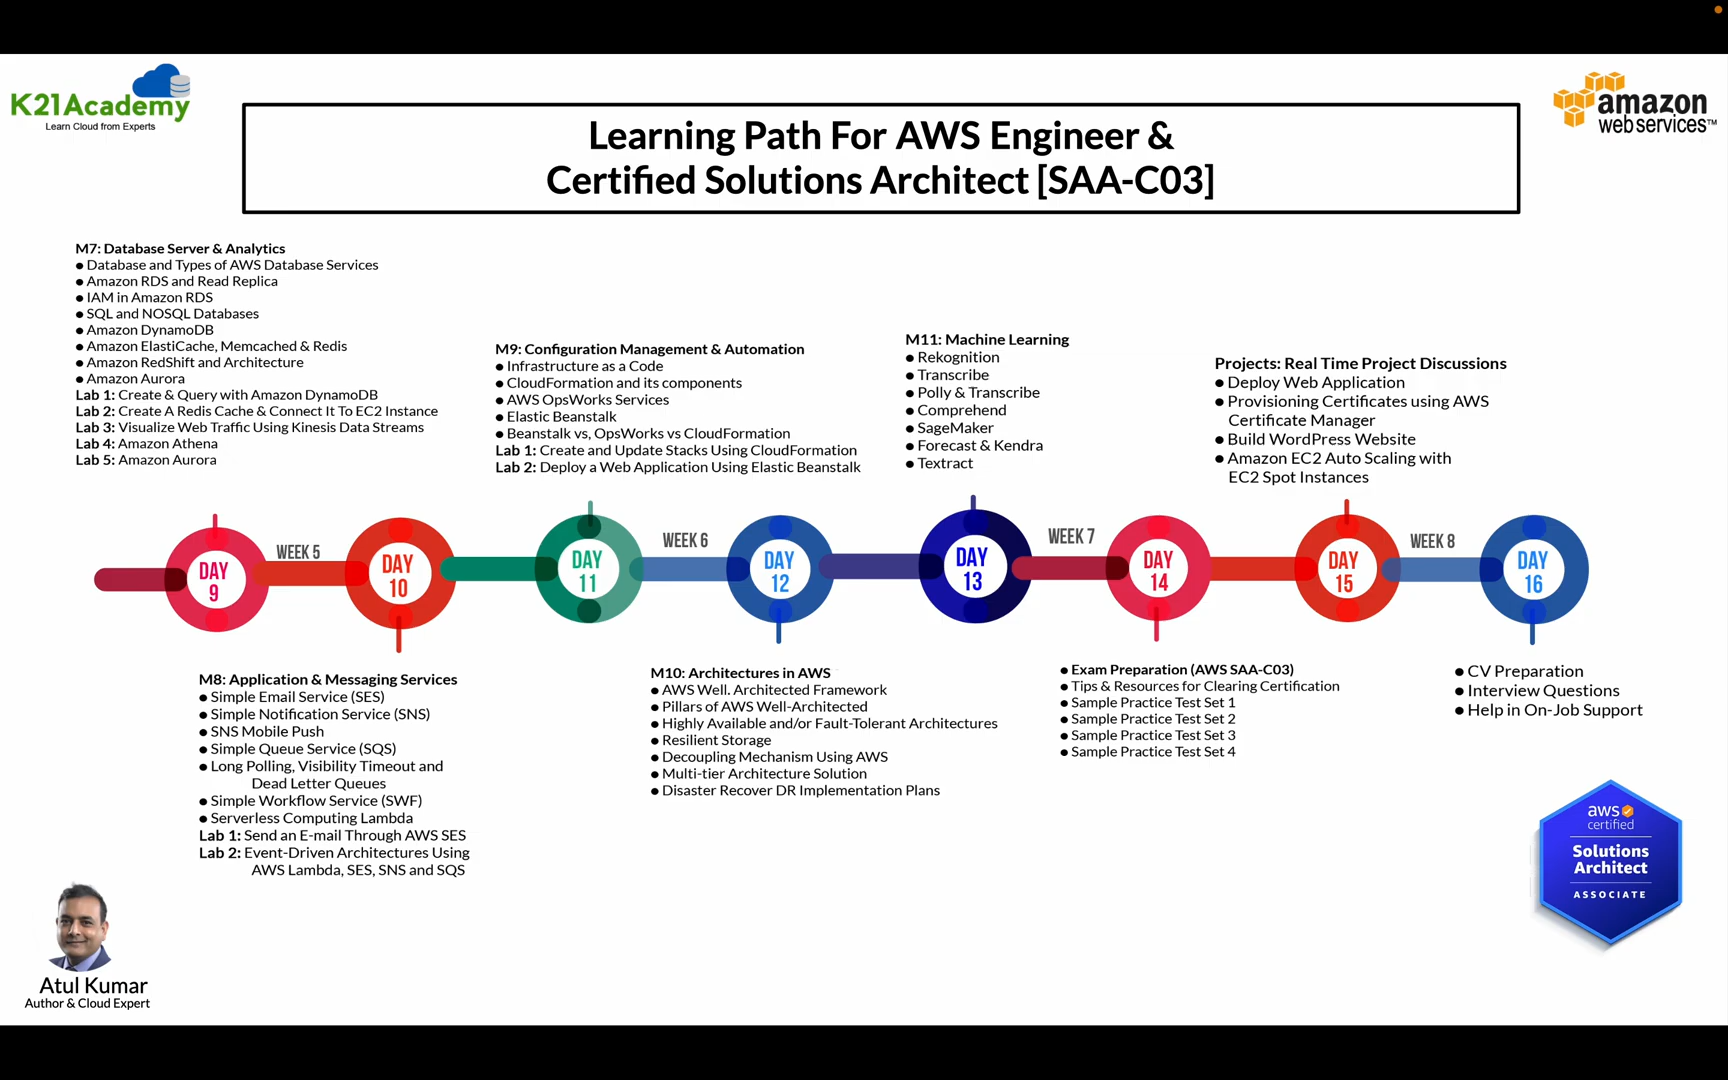 K21Academy
Learn Cloud from Experts
amazon
web services™
Learning Path For AWS Engineer &
Certified Solutions Architect [SAA-C03]
M7: Database Server & Analytics
● Database and Types of AWS Database Services
● Amazon RDS and Read Replica
● IAM in Amazon RDS
● SQL and NOSQL Databases
● Amazon DynamoDB
● Amazon ElastiCache, Memcached & Redis
● Amazon RedShift and Architecture
● Amazon Aurora
Lab 1: Create & Query with Amazon DynamoDB
Lab 2: Create A Redis Cache & Connect It To EC2 Instance
Lab 3: Visualize Web Traffic Using Kinesis Data Streams
Lab 4: Amazon Athena
Lab 5: Amazon Aurora
M9: Configuration Management & Automation
● Infrastructure as a Code
● CloudFormation and its components
● AWS OpsWorks Services
● Elastic Beanstalk
● Beanstalk vs, OpsWorks vs CloudFormation
Lab 1: Create and Update Stacks Using CloudFormation
Lab 2: Deploy a Web Application Using Elastic Beanstalk
M11: Machine Learning
● Rekognition
● Transcribe
● Polly & Transcribe
● Comprehend
● SageMaker
● Forecast & Kendra
● Textract
Projects: Real Time Project Discussions
● Deploy Web Application
● Provisioning Certificates using AWS
Certificate Manager
● Build WordPress Website
● Amazon EC2 Auto Scaling with
EC2 Spot Instances
DAY
9
WEEK 5
DAY
10
DAY
11
WEEK 6
DAY
12
DAY
13
WEEK 7
DAY
14
DAY
15
WEEK 8
DAY
16
M8: Application & Messaging Services
● Simple Email Service (SES)
● Simple Notification Service (SNS)
● SNS Mobile Push
● Simple Queue Service (SQS)
● Long Polling, Visibility Timeout and
Dead Letter Queues
● Simple Workflow Service (SWF)
● Serverless Computing Lambda
Lab 1: Send an E-mail Through AWS SES
Lab 2: Event-Driven Architectures Using
AWS Lambda, SES, SNS and SQS
M10: Architectures in AWS
● AWS Well. Architected Framework
● Pillars of AWS Well-Architected
● Highly Available and/or Fault-Tolerant Architectures
● Resilient Storage
● Decoupling Mechanism Using AWS
● Multi-tier Architecture Solution
● Disaster Recover DR Implementation Plans
● Exam Preparation (AWS SAA-C03)
● Tips & Resources for Clearing Certification
● Sample Practice Test Set 1
● Sample Practice Test Set 2
● Sample Practice Test Set 3
● Sample Practice Test Set 4
● CV Preparation
● Interview Questions
● Help in On-Job Support
aws
certified
Solutions
Architect
ASSOCIATE
Atul Kumar
Author & Cloud Expert